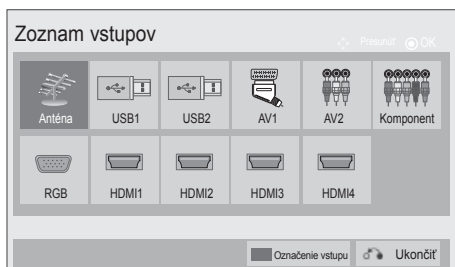 Zoznam vstupov
Presunúť OK
Anténa USB1 USB2 AV1 AV2 Komponent
RGB HDMI1 HDMI2 HDMI3 HDMI4
Označenie vstupu Ukončiť